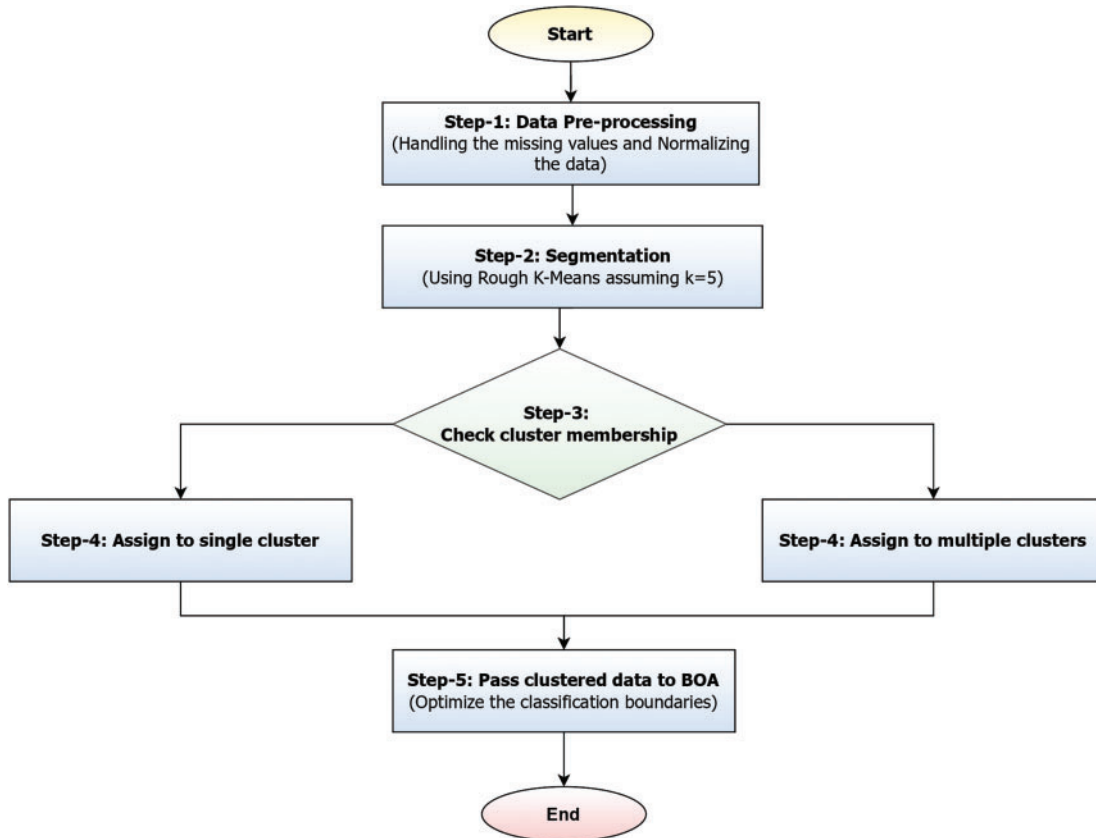 Start
Step-1: Data Pre-processing
(Handling the missing values and Normalizing
the data)
Step-2: Segmentation
(Using Rough K-Means assuming k=5)
Step-3:
Check cluster membership
Step-4: Assign to single cluster
Step-4: Assign to multiple clusters
Step-5: Pass clustered data to BOA
(Optimize the classification boundaries)
End